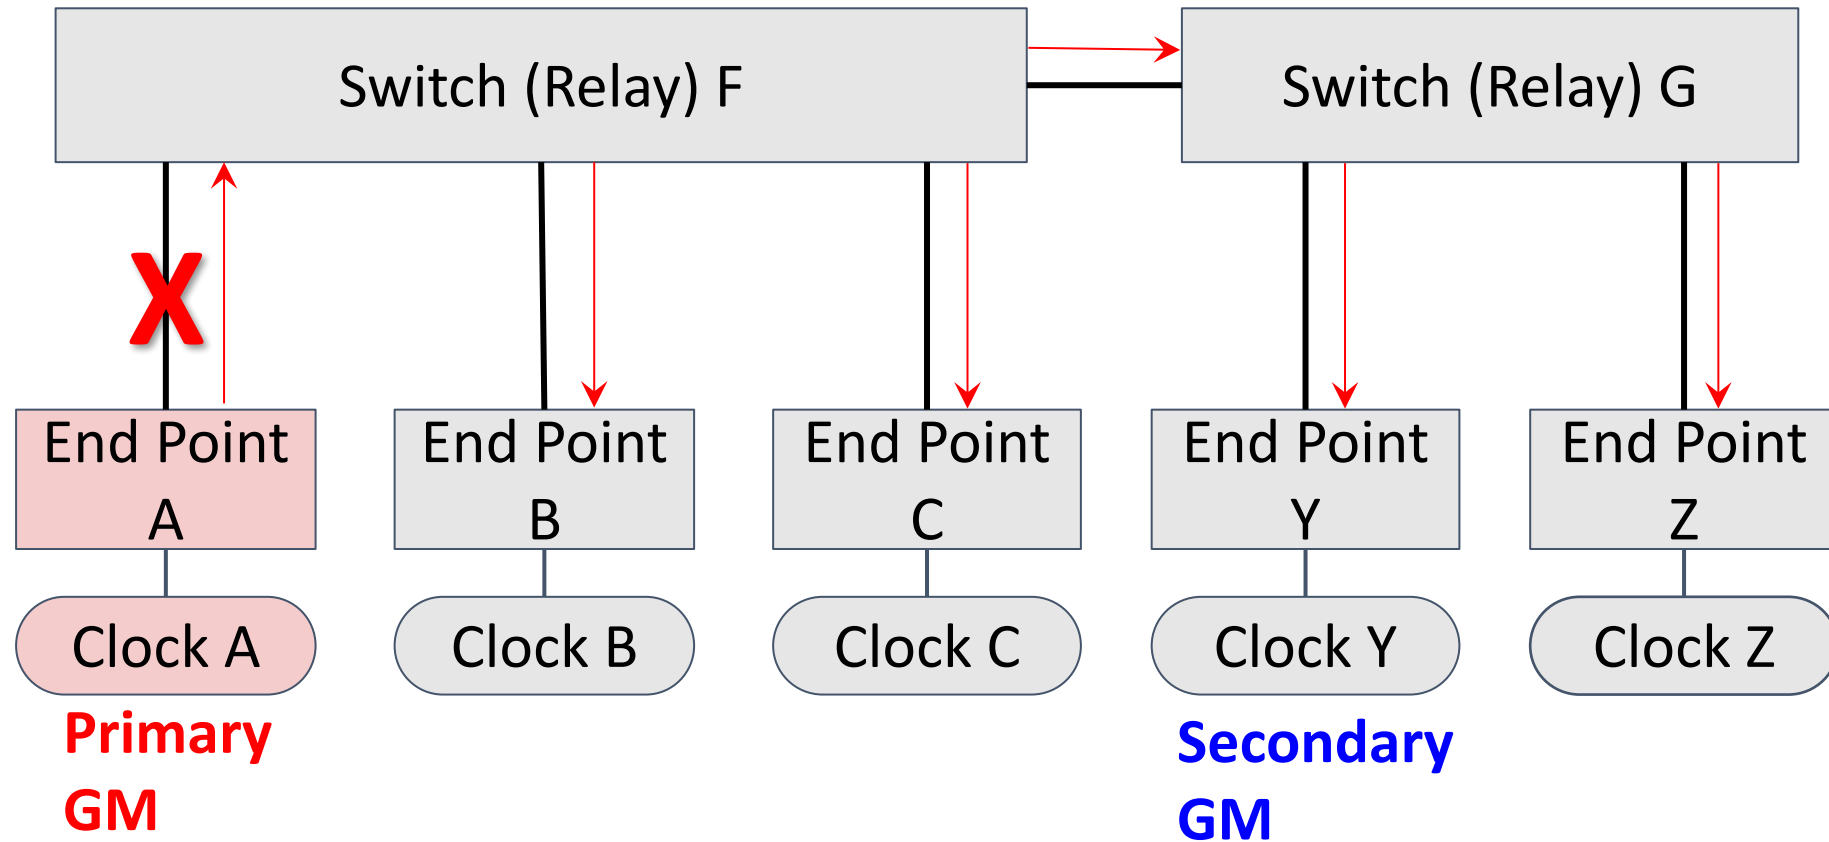 Switch (Relay) F
Switch (Relay) G
X
End Point
A
End Point
B
End Point
C
End Point
Y
End Point
Z
Clock A
Clock B
Clock C
Clock Y
Clock Z
Primary
GM
Secondary
GM